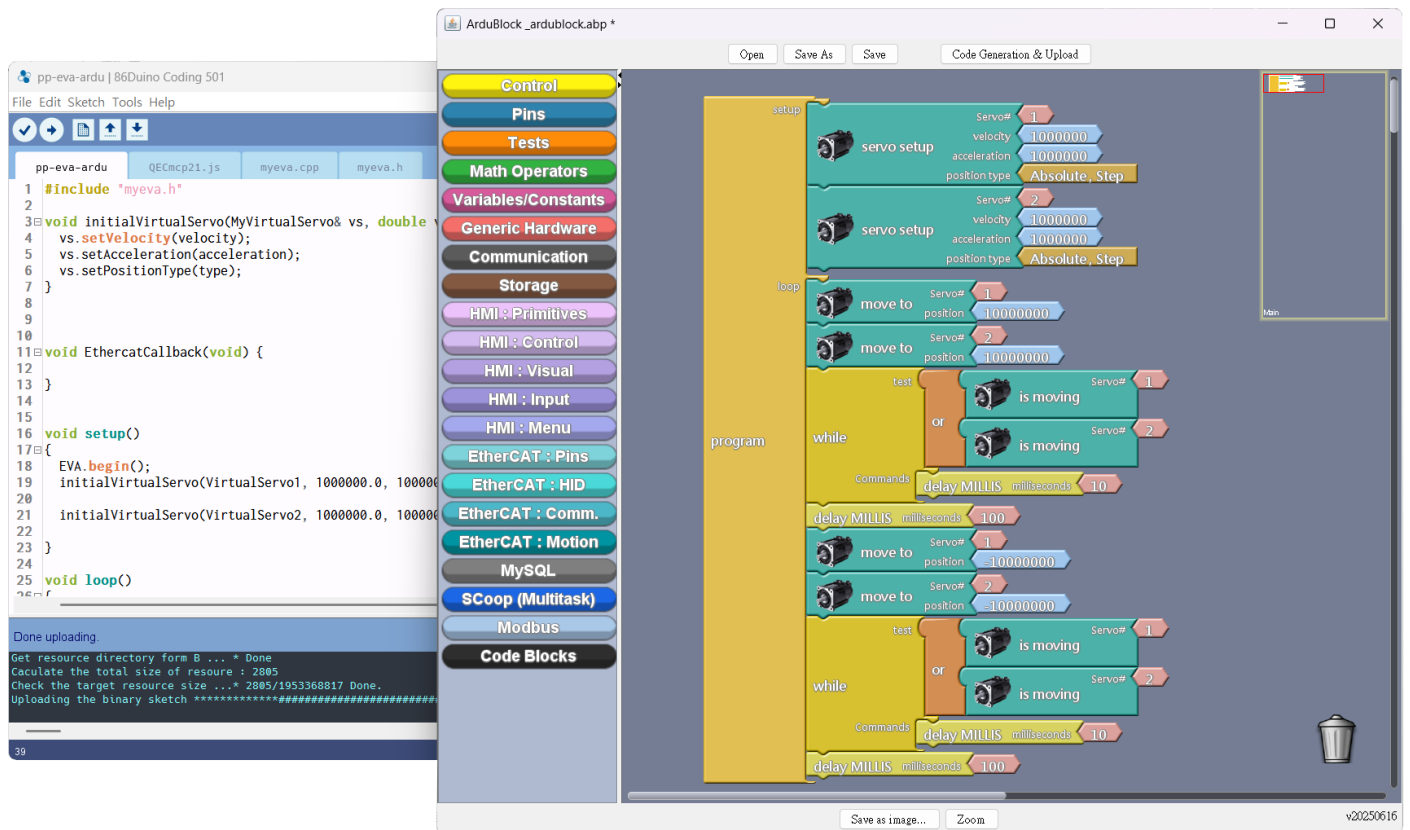 ArduBlock _ardublock.abp *
Open
Save As
Save
Code Generation & Upload
pp-eva-ardu | 86Duino Coding 501
File Edit Sketch Tools Help
pp-eva-ardu
QECmcp21.js
myeva.cpp
myeva.h
1 #include "myeva.h"
2
3 void initialVirtualServo(MyVirtualServo& vs, double
4 vs.setVelocity(velocity);
5 vs.setAcceleration(acceleration);
6 vs.setPositionType(type);
7 }
8
9
10
11 void EthercatCallback(void) {
12
13 }
14
15
16 void setup()
17 {
18 EVA.begin();
19 initialVirtualServo(VirtualServo1, 1000000.0, 10000
20
21 initialVirtualServo(VirtualServo2, 1000000.0, 10000
22
23 }
24
25 void loop()
26 {
Done uploading.
Get resource directory form B ... * Done
Caculate the total size of resoure : 2805
Check the target resource size ...* 2805/1953368817 Done.
Uploading the binary sketch *************#########################
39
Control
Pins
Tests
Math Operators
Variables/Constants
Generic Hardware
Communication
Storage
HMI : Primitives
HMI : Control
HMI : Visual
HMI : Input
HMI : Menu
EtherCAT : Pins
EtherCAT : HID
EtherCAT : Comm.
EtherCAT : Motion
MySQL
SCoop (Multitask)
Modbus
Code Blocks
program
setup
servo setup
Servo# 1
velocity 1000000
acceleration 1000000
position type Absolute, Step
servo setup
Servo# 2
velocity 1000000
acceleration 1000000
position type Absolute, Step
loop
move to
Servo# 1
position 10000000
move to
Servo# 2
position 10000000
while
test
or
is moving
Servo# 1
is moving
Servo# 2
Commands
delay MILLIS milliseconds 10
delay MILLIS milliseconds 100
move to
Servo# 1
position -10000000
move to
Servo# 2
position -10000000
while
test
or
is moving
Servo# 1
is moving
Servo# 2
Commands
delay MILLIS milliseconds 10
delay MILLIS milliseconds 100
Main
Save as image...
Zoom
v20250616